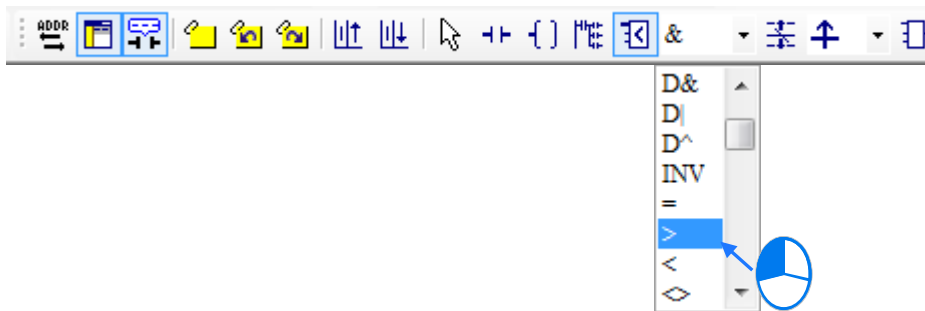 ADDR
&
D&
D|
D^
INV
=
>
<
<>